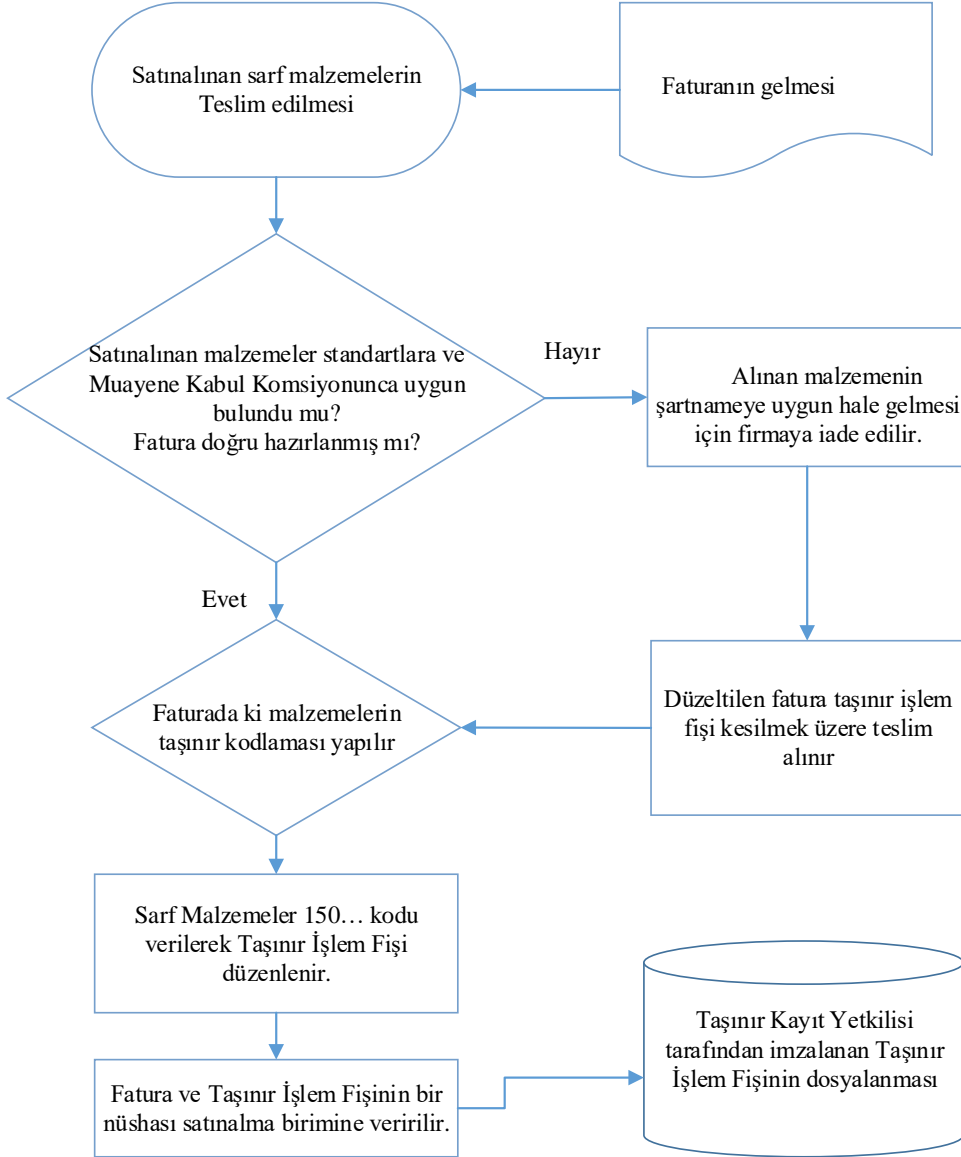 Satınalınan sarf malzemelerin
Teslim edilmesi
Faturanın gelmesi
Satınalınan malzemeler standartlara ve
Muayene Kabul Komsiyonunca uygun
bulundu mu?
Fatura doğru hazırlanmış mı?
Hayır
Alınan malzemenin
şartnameye uygun hale gelmesi
için firmaya iade edilir.
Evet
Faturada ki malzemelerin
taşınır kodlaması yapılır
Düzeltilen fatura taşınır işlem
fişi kesilmek üzere teslim
alınır
Sarf Malzemeler 150… kodu
verilerek Taşınır İşlem Fişi
düzenlenir.
Fatura ve Taşınır İşlem Fişinin bir
nüshası satınalma birimine veririlir.
Taşınır Kayıt Yetkilisi
tarafından imzalanan Taşınır
İşlem Fişinin dosyalanması